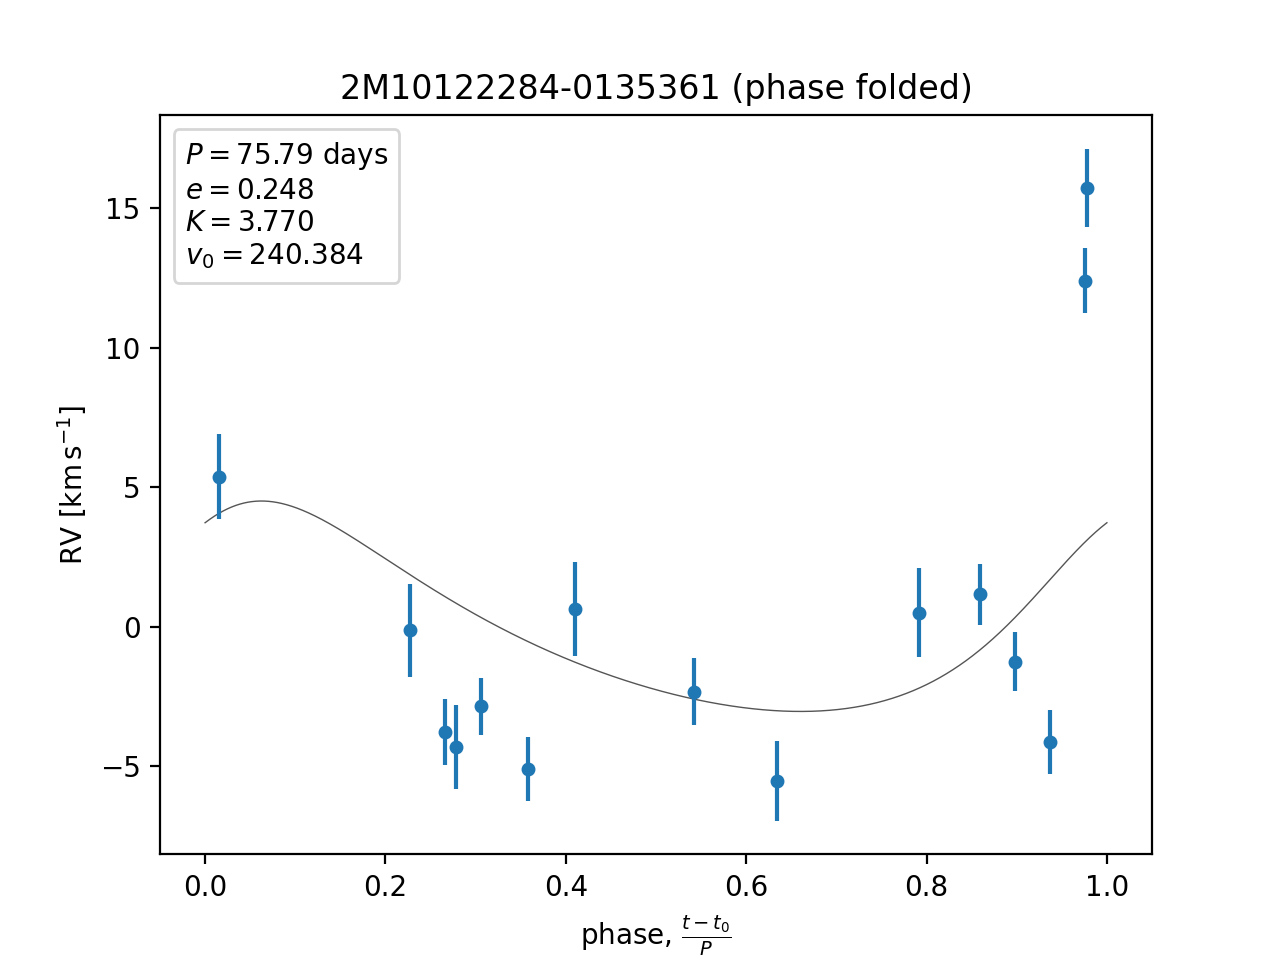 2M10122284-0135361 (phase folded)
P = 75.79 days
e = 0.248
K = 3.770
v₀ = 240.384
15
10
5
0
−5
RV [km s⁻¹]
0.0 0.2 0.4 0.6 0.8 1.0
phase, (t − t₀)/P